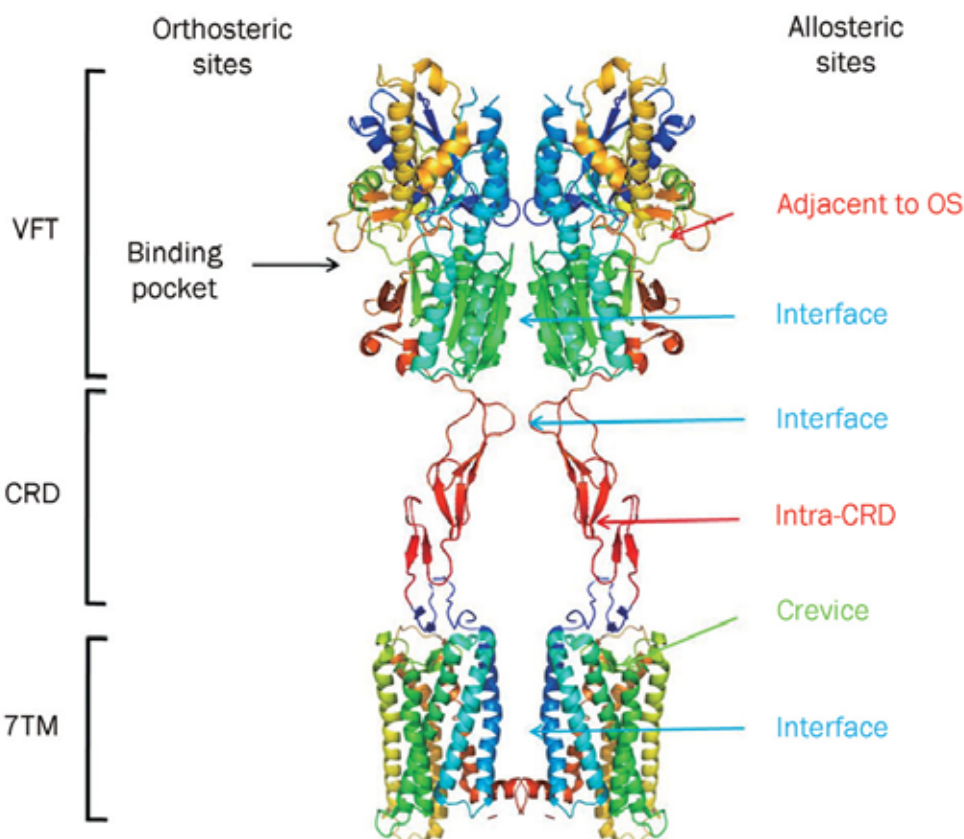 Orthosteric
sites
Allosteric
sites
VFT
Adjacent to OS
Binding
pocket
Interface
Interface
CRD
Intra-CRD
Crevice
7TM
Interface